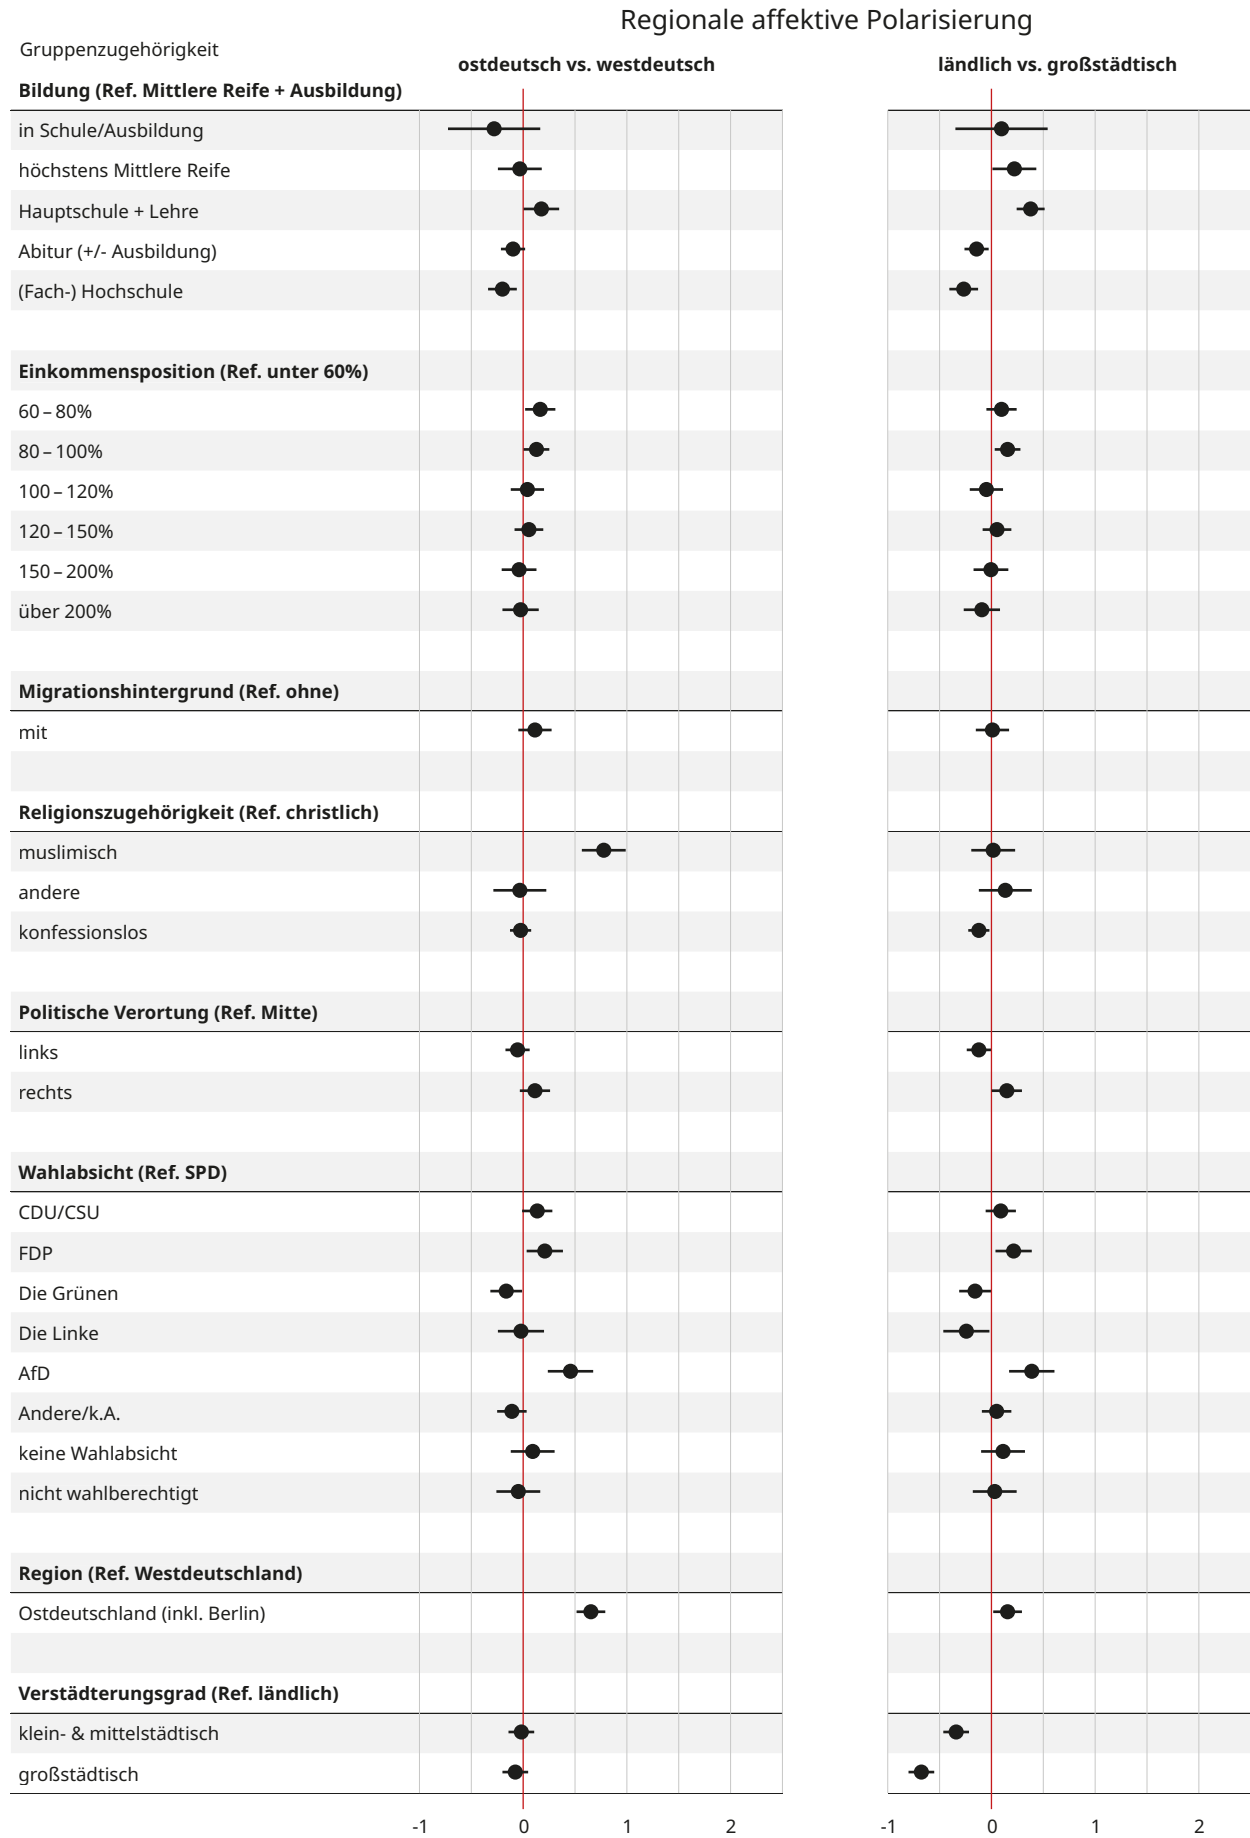 Regionale affektive Polarisierung
Gruppenzugehörigkeit
ostdeutsch vs. westdeutsch
ländlich vs. großstädtisch
Bildung (Ref. Mittlere Reife + Ausbildung)
in Schule/Ausbildung
höchstens Mittlere Reife
Hauptschule + Lehre
Abitur (+/- Ausbildung)
(Fach-) Hochschule
Einkommensposition (Ref. unter 60%)
60 – 80%
80 – 100%
100 – 120%
120 – 150%
150 – 200%
über 200%
Migrationshintergrund (Ref. ohne)
mit
Religionszugehörigkeit (Ref. christlich)
muslimisch
andere
konfessionslos
Politische Verortung (Ref. Mitte)
links
rechts
Wahlabsicht (Ref. SPD)
CDU/CSU
FDP
Die Grünen
Die Linke
AfD
Andere/k.A.
keine Wahlabsicht
nicht wahlberechtigt
Region (Ref. Westdeutschland)
Ostdeutschland (inkl. Berlin)
Verstädterungsgrad (Ref. ländlich)
klein- & mittelstädtisch
großstädtisch
-1 0 1 2 -1 0 1 2